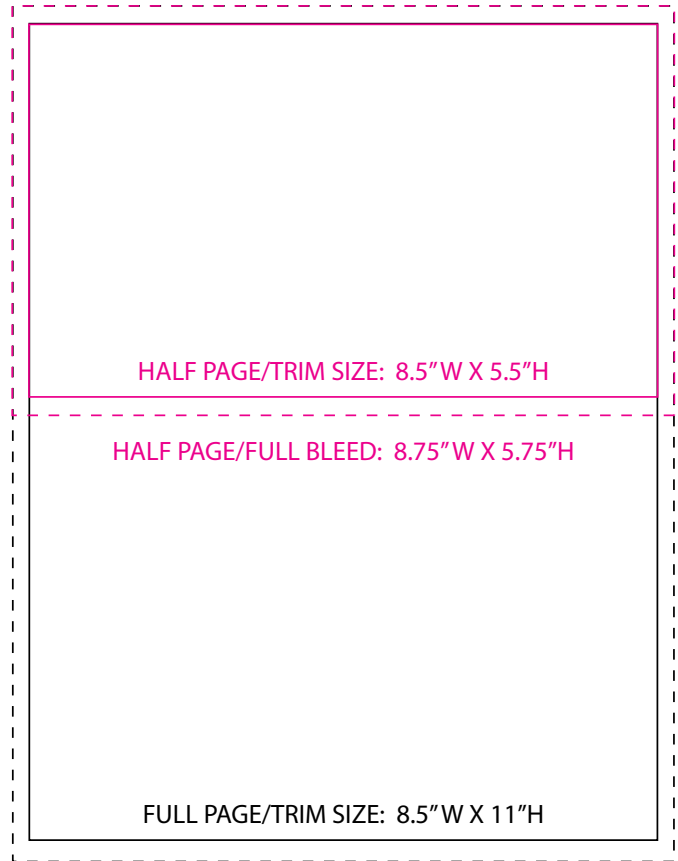 HALF PAGE/TRIM SIZE:  8.5”W X 5.5”H
HALF PAGE/FULL BLEED:  8.75”W X 5.75”H
FULL PAGE/TRIM SIZE:  8.5”W X 11”H